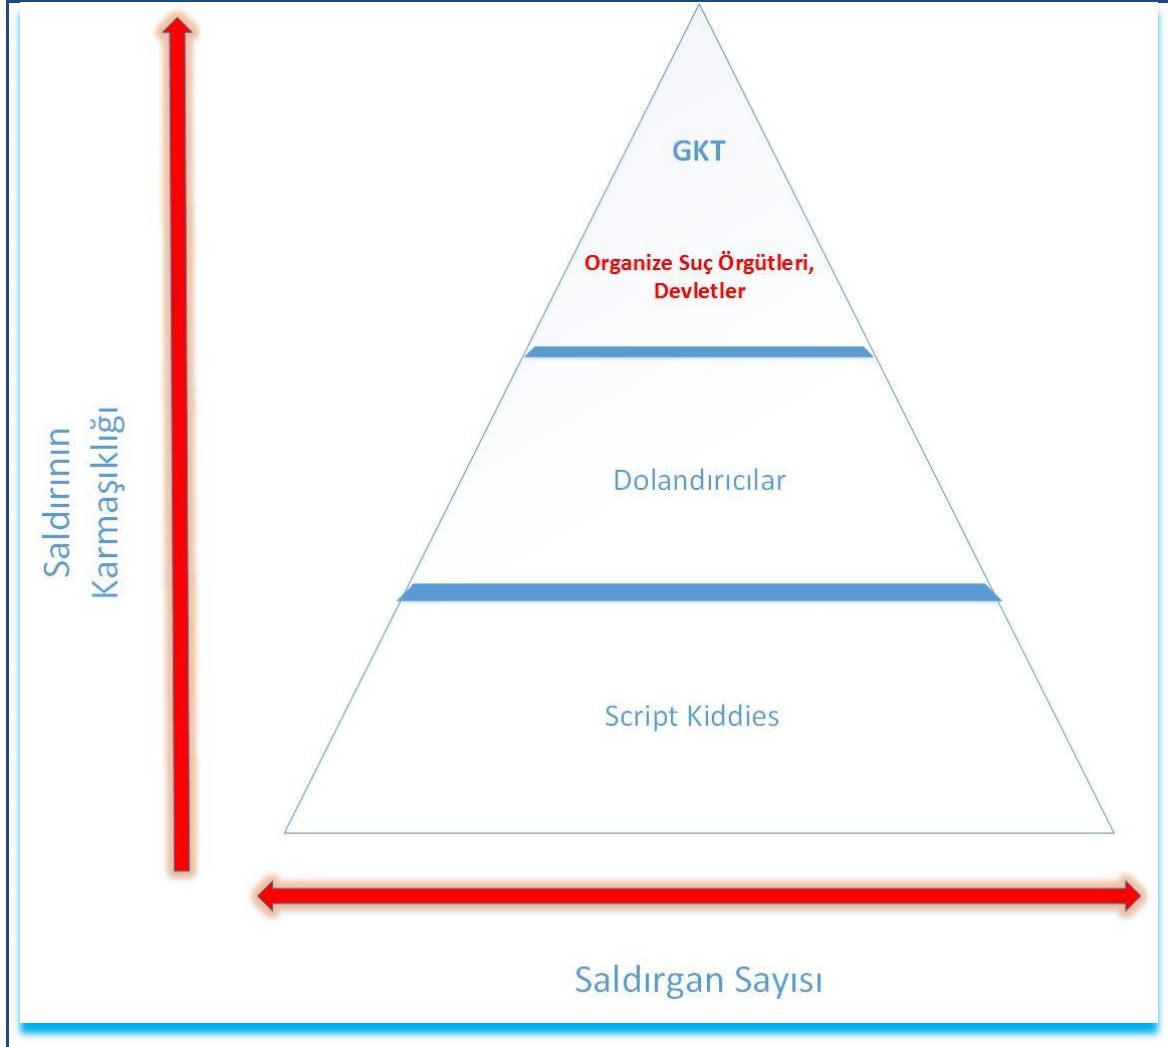 GKT
Organize Suç Örgütleri,
Devletler
Dolandırıcılar
Script Kiddies
Saldırının
Karmaşıklığı
Saldırgan Sayısı